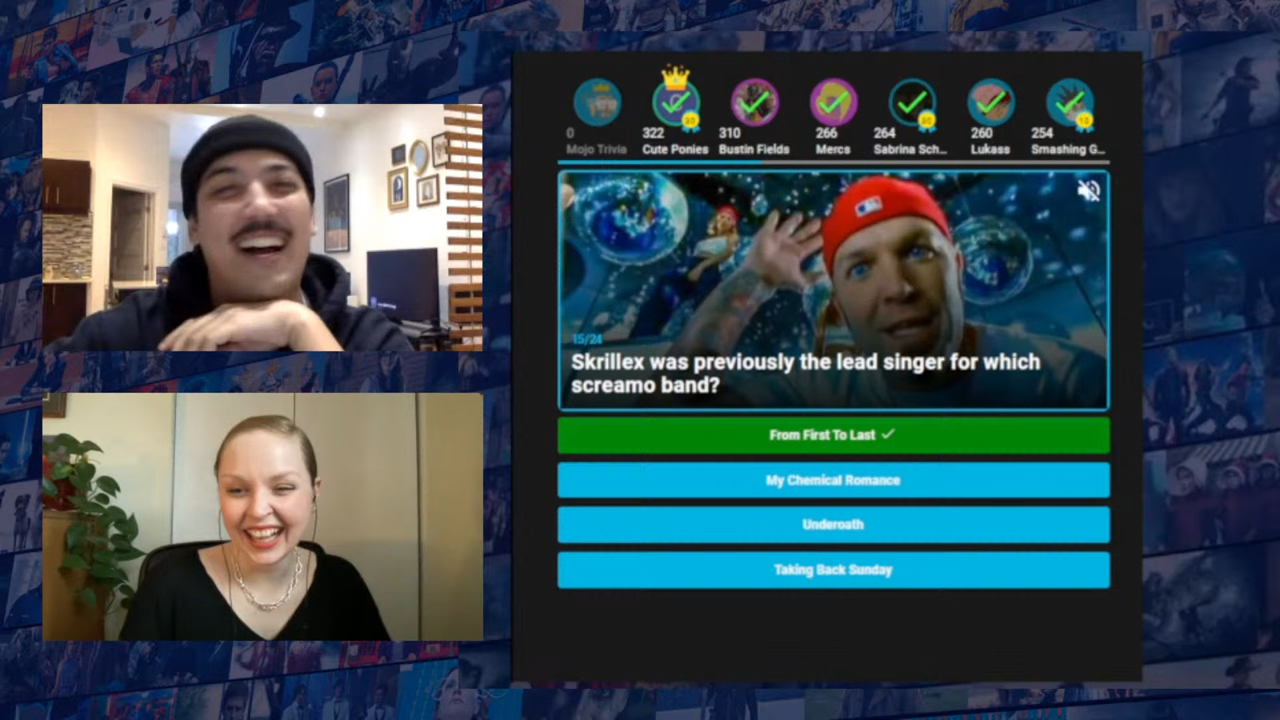 0
322
310
266
264
260
254
Mojo Trivia
Cute Ponies
Bustin Fields
Mercs
Sabrina Sch...
Lukass
Smashing G...
15/24
Skrillex was previously the lead singer for which
screamo band?
From First To Last
My Chemical Romance
Underoath
Taking Back Sunday